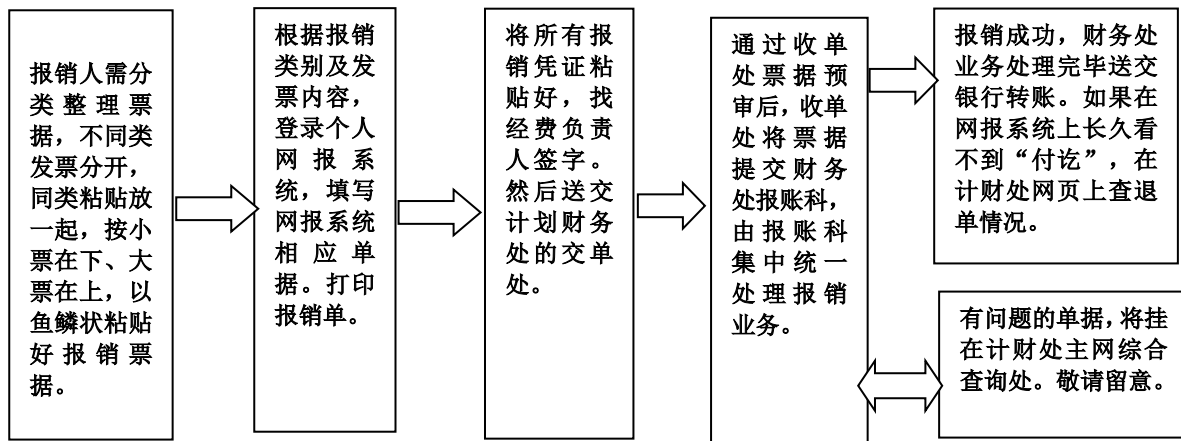 报销人需分
类整理票
据，不同类
发票分开，
同类粘贴放
一起，按小
票在下、大
票在上，以
鱼鳞状粘贴
好报销票
据。
根据报销
类别及发
票内容，
登录个人
网报系
统，填写
网报系统
相应单
据。打印
报销单。
将所有报
销凭证粘
贴好，找
经费负责
人签字。
然后送交
计划财务
处的交单
处。
通过收单
处票据预
审后，收单
处将票据
提交财务
处报账科，
由报账科
集中统一
处理报销
业务。
报销成功，财务处
业务处理完毕送交
银行转账。如果在
网报系统上长久看
不到“付讫”，在
计财处网页上查退
单情况。
有问题的单据，将挂
在计财处主网综合
查询处。敬请留意。